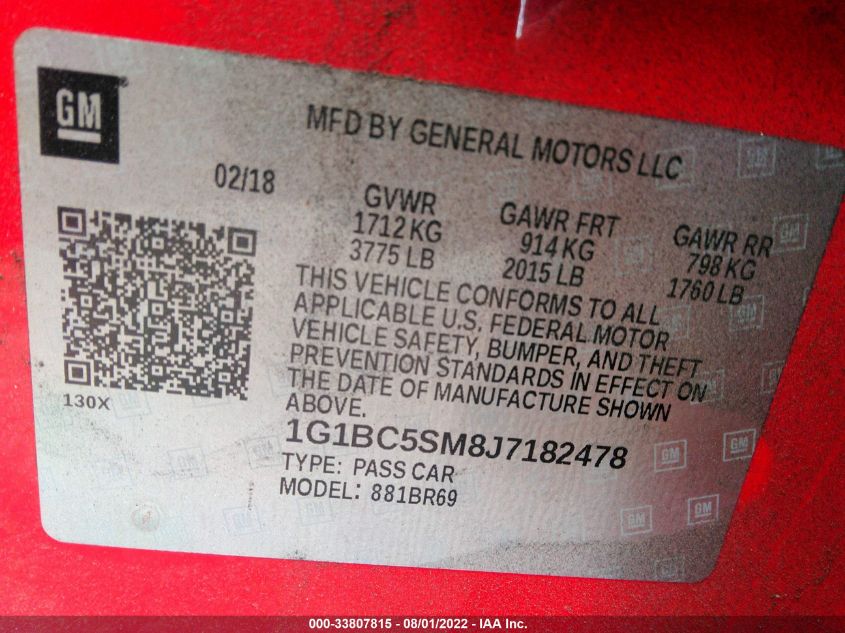 GM
MFD BY GENERAL MOTORS LLC
02/18
GVWR
1712 KG
3775 LB
GAWR FRT
914 KG
2015 LB
GAWR RR
798 KG
1760 LB
THIS VEHICLE CONFORMS TO ALL
APPLICABLE U.S. FEDERAL MOTOR
VEHICLE SAFETY, BUMPER, AND THEFT
PREVENTION STANDARDS IN EFFECT ON
THE DATE OF MANUFACTURE SHOWN
ABOVE.
130X
1G1BC5SM8J7182478
TYPE: PASS CAR
MODEL: 881BR69
000-33807815 - 08/01/2022 - IAA Inc.